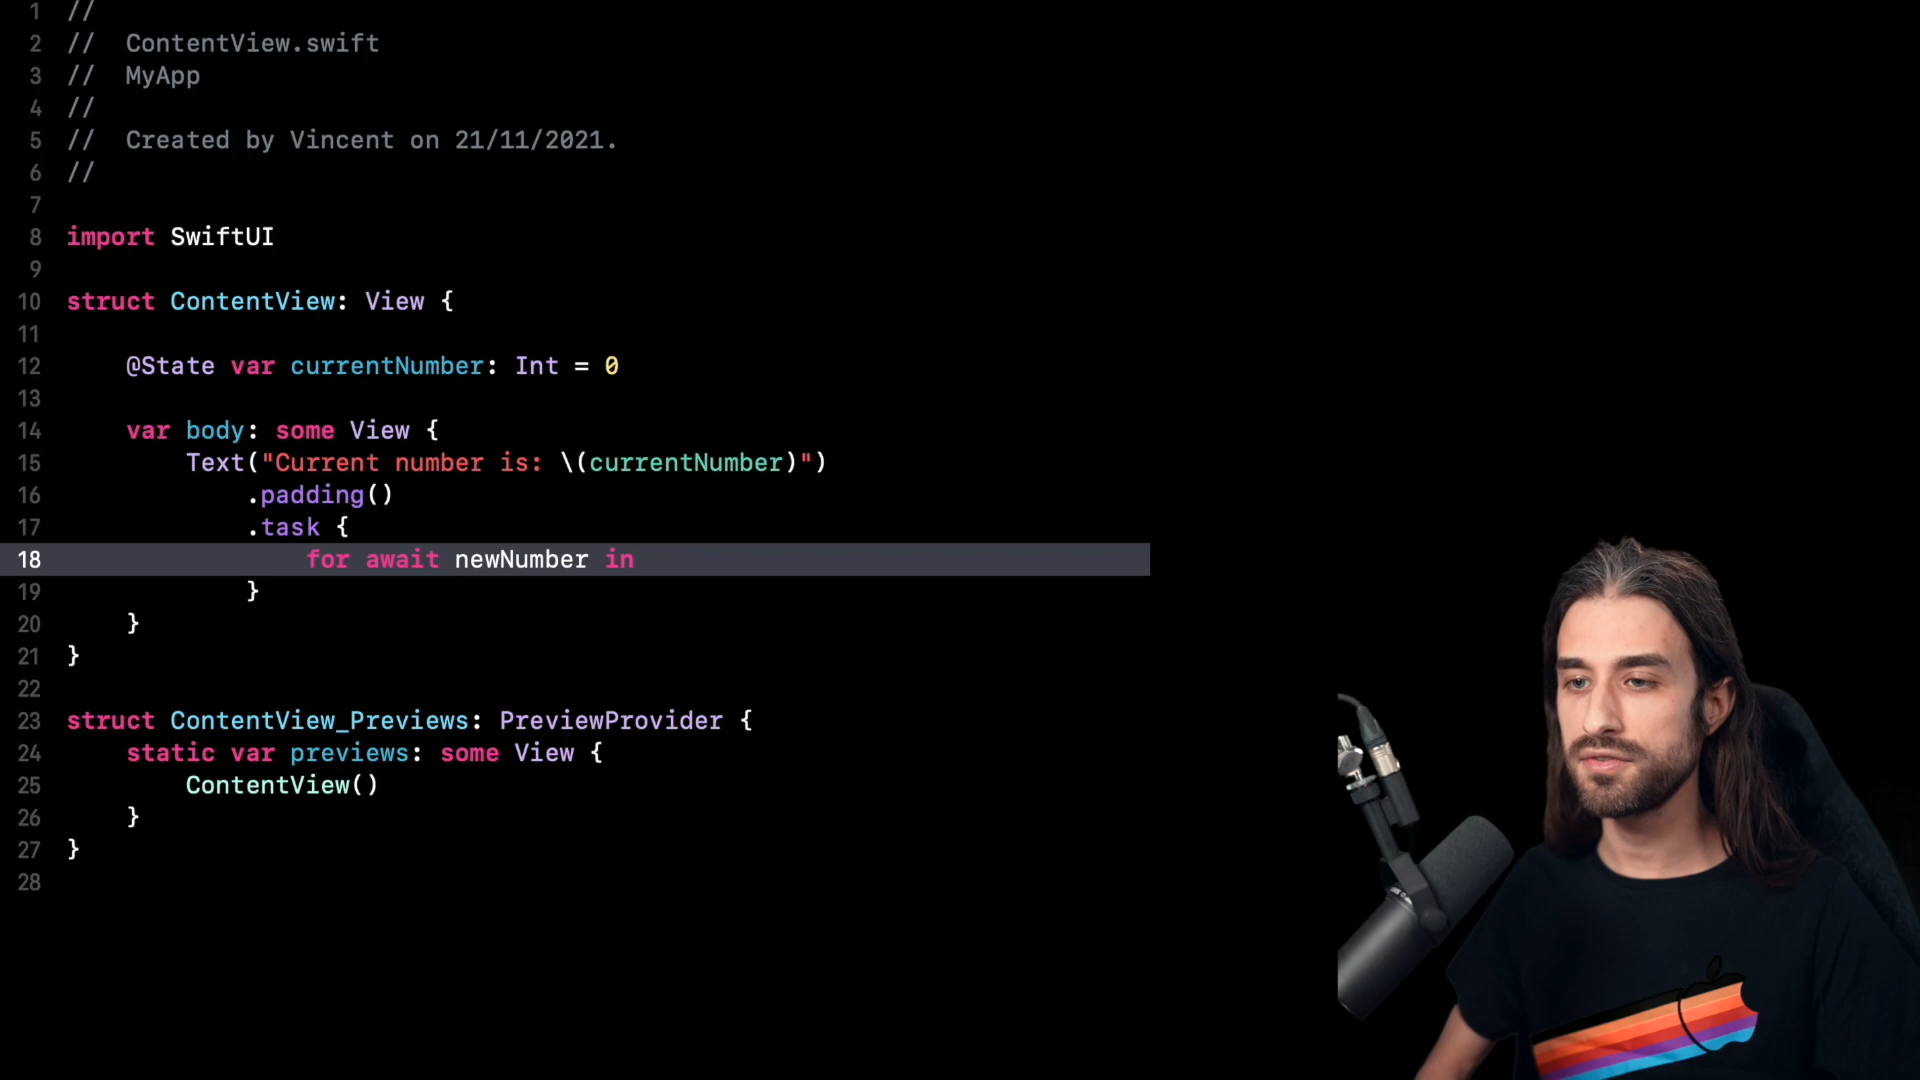 1 //
2 // ContentView.swift
3 // MyApp
4 //
5 // Created by Vincent on 21/11/2021.
6 //
7
8 import SwiftUI
9
10 struct ContentView: View {
11
12     @State var currentNumber: Int = 0
13
14     var body: some View {
15         Text("Current number is: \(currentNumber)")
16             .padding()
17             .task {
18                 for await newNumber in
19             }
20     }
21 }
22
23 struct ContentView_Previews: PreviewProvider {
24     static var previews: some View {
25         ContentView()
26     }
27 }
28